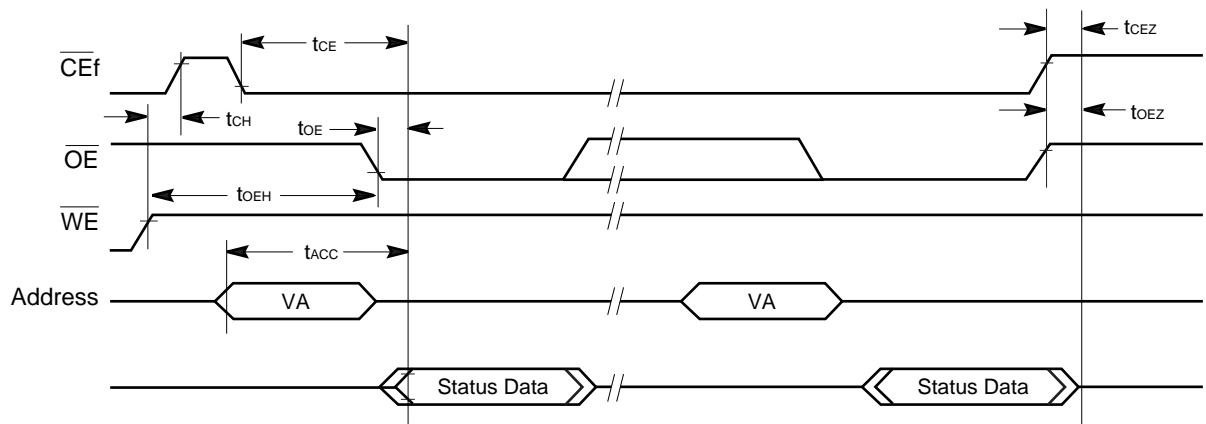 tCE
tCEZ
CEf
tCH
tOE
tOEZ
OE
tOEH
WE
tACC
Address
VA
VA
Status Data
Status Data